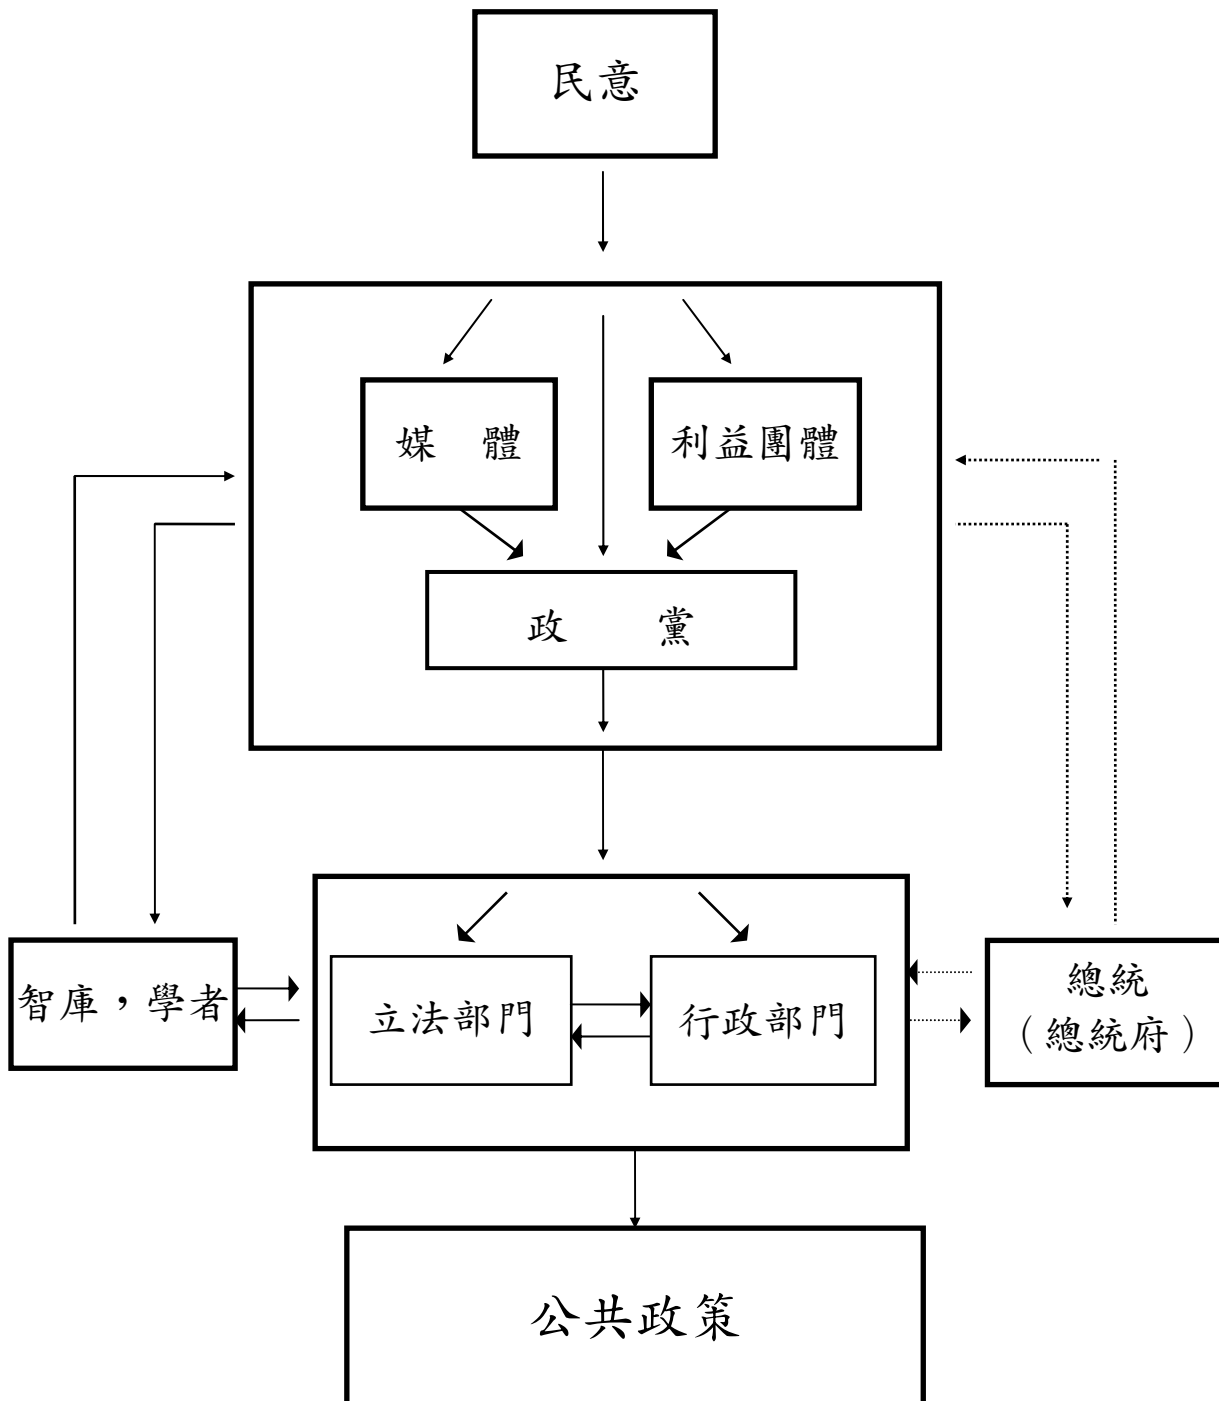 民意
媒　體
利益團體
政　　黨
智庫，學者
立法部門
行政部門
總統
（總統府）
公共政策